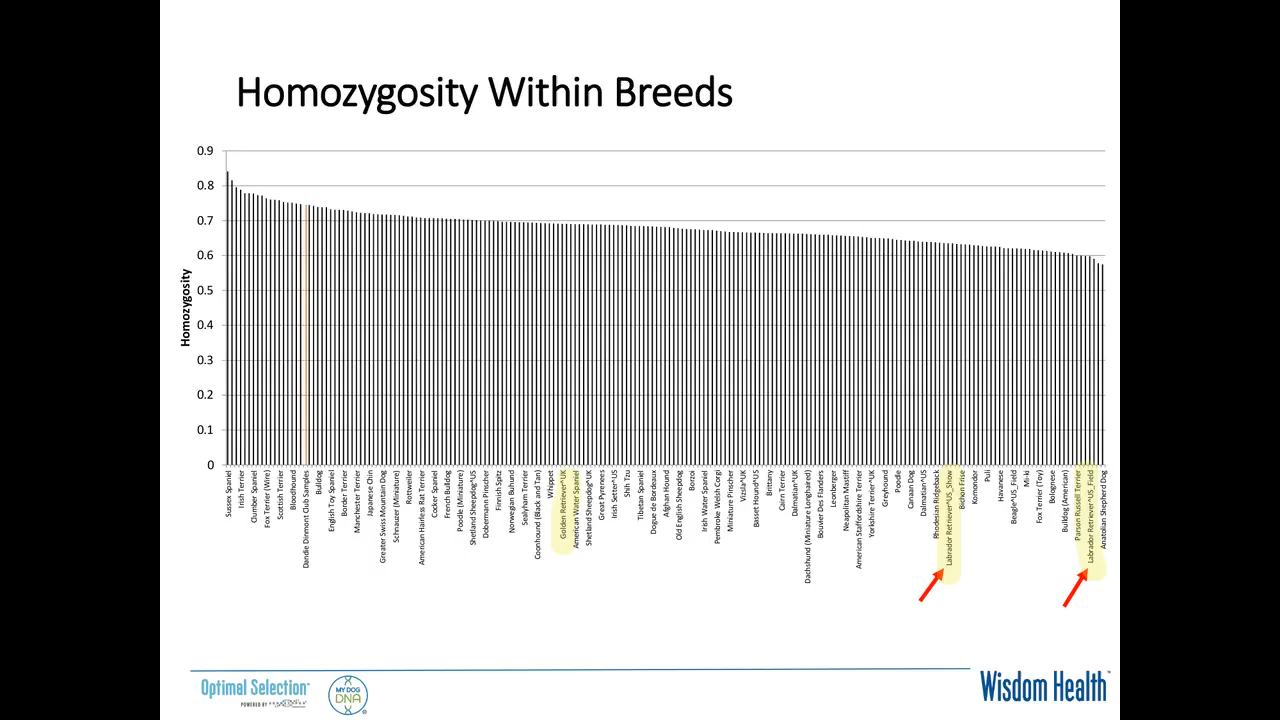 Homozygosity Within Breeds
0.9
0.8
0.7
0.6
0.5
0.4
0.3
0.2
0.1
0
Homozygosity
Sussex Spaniel
Irish Terrier
Clumber Spaniel
Fox Terrier (Wire)
Scottish Terrier
Bloodhound
Dandie Dinmont Club Samples
Bulldog
English Toy Spaniel
Border Terrier
Manchester Terrier
Japanese Chin
Greater Swiss Mountain Dog
Schnauzer (Miniature)
Rottweiler
American Hairless Rat Terrier
Cocker Spaniel
French Bulldog
Poodle (Miniature)
Shetland Sheepdog^US
Doberman Pinscher
Finnish Spitz
Norwegian Buhund
Sealyham Terrier
Coonhound (Black and Tan)
Whippet
Golden Retriever^UK
American Water Spaniel
Shetland Sheepdog^UK
Great Pyrenees
Irish Setter^US
Shih Tzu
Tibetan Spaniel
Dogue de Bordeaux
Afghan Hound
Old English Sheepdog
Borzoi
Irish Water Spaniel
Pembroke Welsh Corgi
Miniature Pinscher
Vizsla^UK
Basset Hound^US
Brittany
Cairn Terrier
Dalmatian^UK
Dachshund (Miniature Longhaired)
Bouvier Des Flanders
Leonberger
Neapolitan Mastiff
American Staffordshire Terrier
Yorkshire Terrier^UK
Greyhound
Poodle
Canaan Dog
Dalmatian^US
Rhodesian Ridgeback
Labrador Retriever^US_Show
Bichon Frise
Komondor
Puli
Havanese
Beagle^US_Field
Mi-ki
Fox Terrier (Toy)
Bolognese
Bulldog (American)
Parson Russell Terrier
Labrador Retriever^US_Field
Anatolian Shepherd Dog
Optimal Selection™
POWERED BY
MY DOG
DNA
®
Wisdom Health™